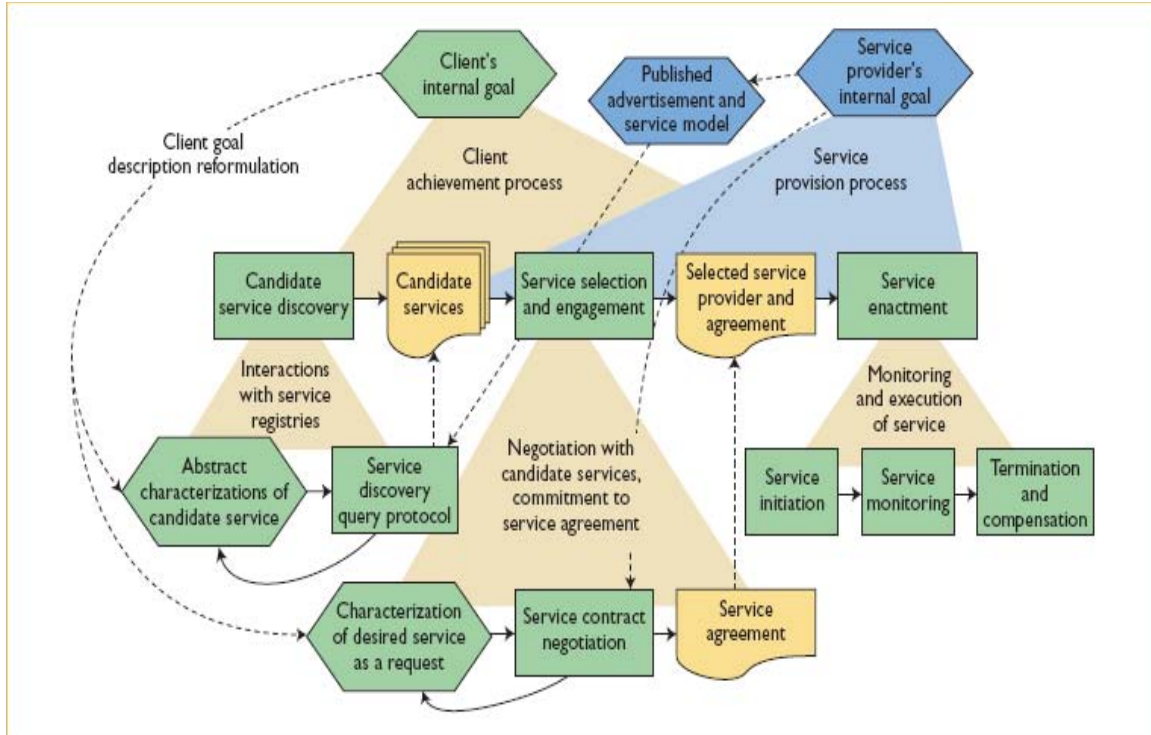 Client's
internal goal
Published
advertisement and
service model
Service
provider's
internal goal
Client goal
description reformulation
Client
achievement process
Service
provision process
Candidate
service discovery
Candidate
services
Service selection
and engagement
Selected service
provider and
agreement
Service
enactment
Interactions
with service
registries
Monitoring
and execution
of service
Negotiation with
candidate services,
commitment to
service agreement
Abstract
characterizations of
candidate service
Service
discovery
query protocol
Service
initiation
Service
monitoring
Termination
and
compensation
Characterization
of desired service
as a request
Service contract
negotiation
Service
agreement